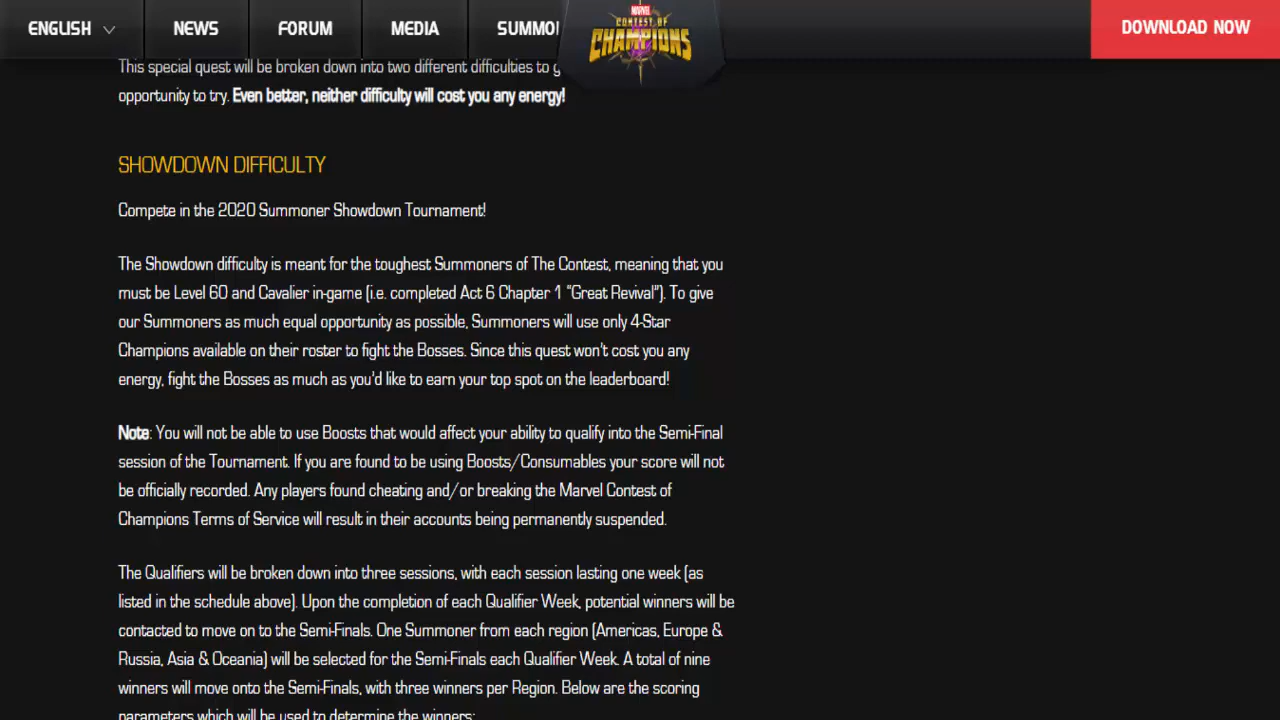 ENGLISH NEWS FORUM MEDIA SUMMO
MARVEL
CONTEST OF
CHAMPIONS
DOWNLOAD NOW
This special quest will be broken down into two different difficulties to g
opportunity to try. Even better, neither difficulty will cost you any energy!
SHOWDOWN DIFFICULTY
Compete in the 2020 Summoner Showdown Tournament!
The Showdown difficulty is meant for the toughest Summoners of The Contest, meaning that you
must be Level 60 and Cavalier in-game (i.e. completed Act 6 Chapter 1 "Great Revival"). To give
our Summoners as much equal opportunity as possible, Summoners will use only 4-Star
Champions available on their roster to fight the Bosses. Since this quest won't cost you any
energy, fight the Bosses as much as you'd like to earn your top spot on the leaderboard!
Note: You will not be able to use Boosts that would affect your ability to qualify into the Semi-Final
session of the Tournament. If you are found to be using Boosts/Consumables your score will not
be officially recorded. Any players found cheating and/or breaking the Marvel Contest of
Champions Terms of Service will result in their accounts being permanently suspended.
The Qualifiers will be broken down into three sessions, with each session lasting one week (as
listed in the schedule above). Upon the completion of each Qualifier Week, potential winners will be
contacted to move on to the Semi-Finals. One Summoner from each region (Americas, Europe &
Russia, Asia & Oceania) will be selected for the Semi-Finals each Qualifier Week. A total of nine
winners will move onto the Semi-Finals, with three winners per Region. Below are the scoring
parameters which will be used to determine the winners: